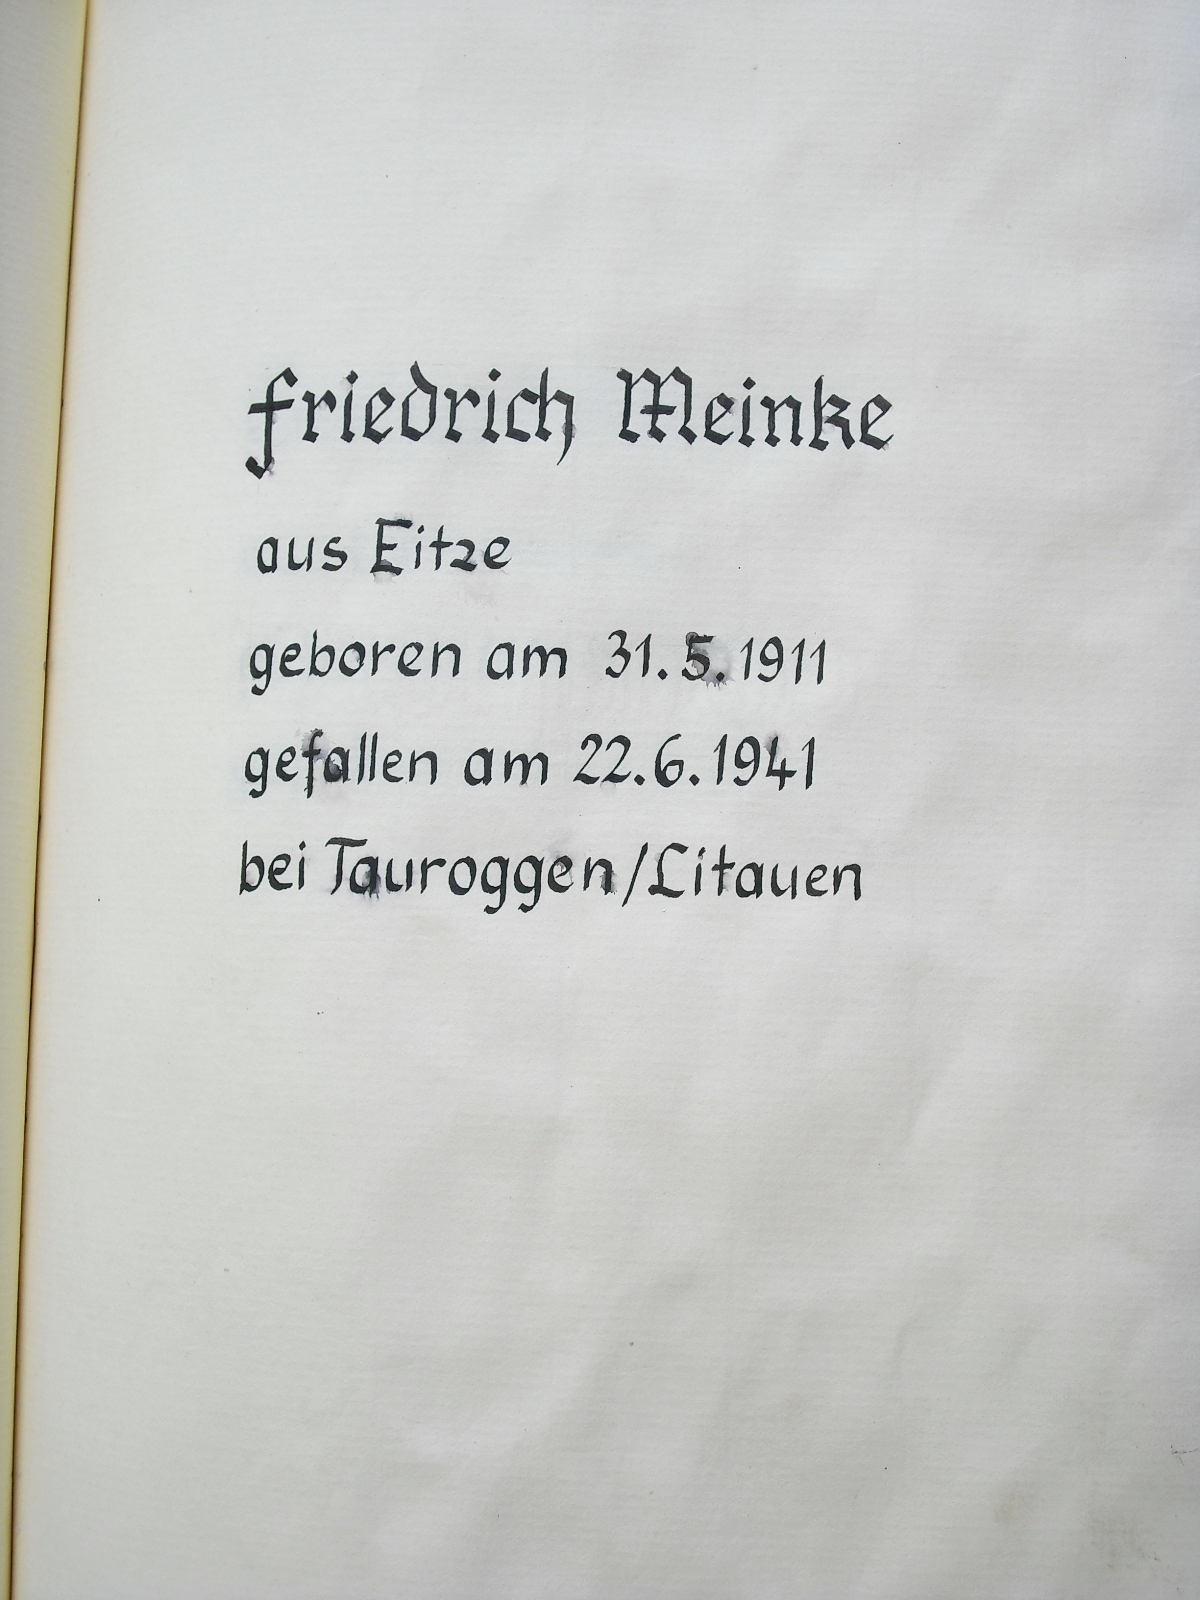 Friedrich Meinke
aus Eitze
geboren am 31.5.1911
gefallen am 22.6.1941
bei Tauroggen/Litauen